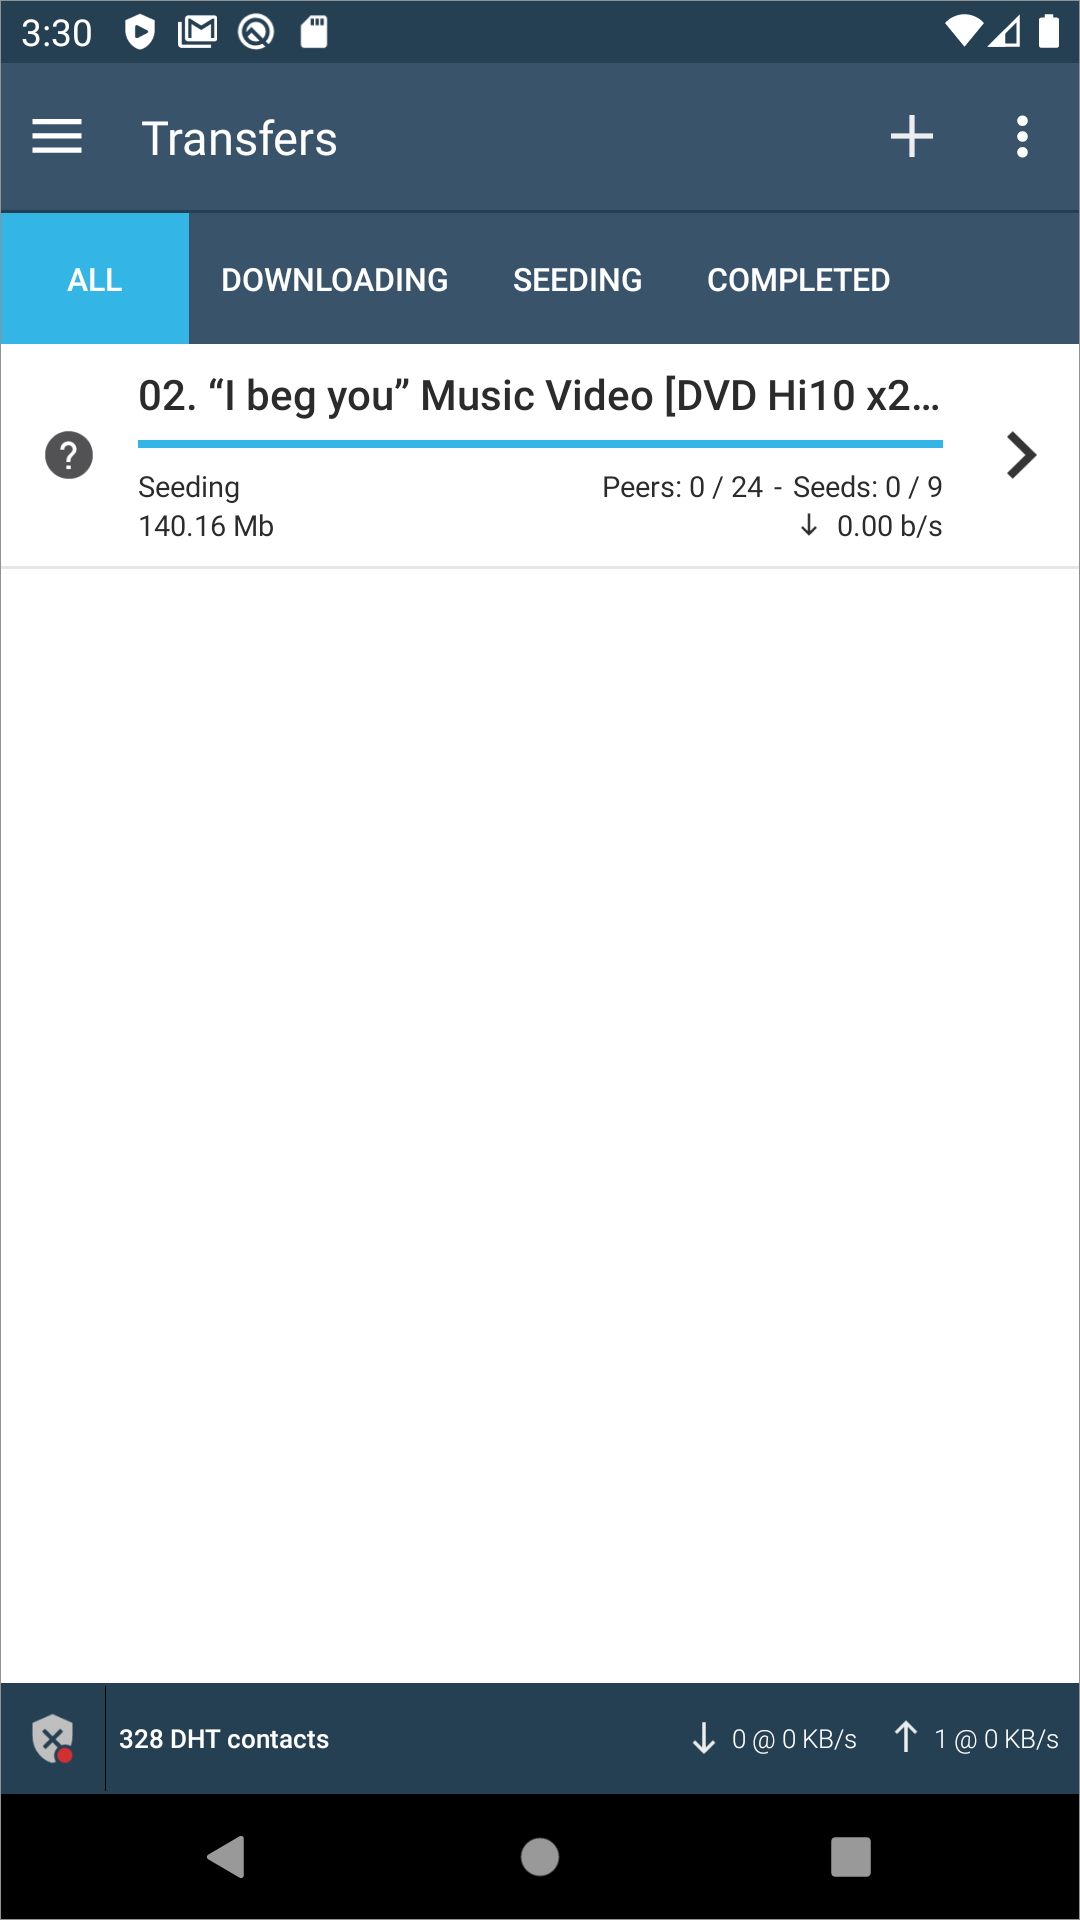 3:30
Transfers
ALL DOWNLOADING SEEDING COMPLETED
02. “I beg you” Music Video [DVD Hi10 x2...
Seeding Peers: 0 / 24 - Seeds: 0 / 9
140.16 Mb ↓ 0.00 b/s
328 DHT contacts ↓ 0 @ 0 KB/s ↑ 1 @ 0 KB/s